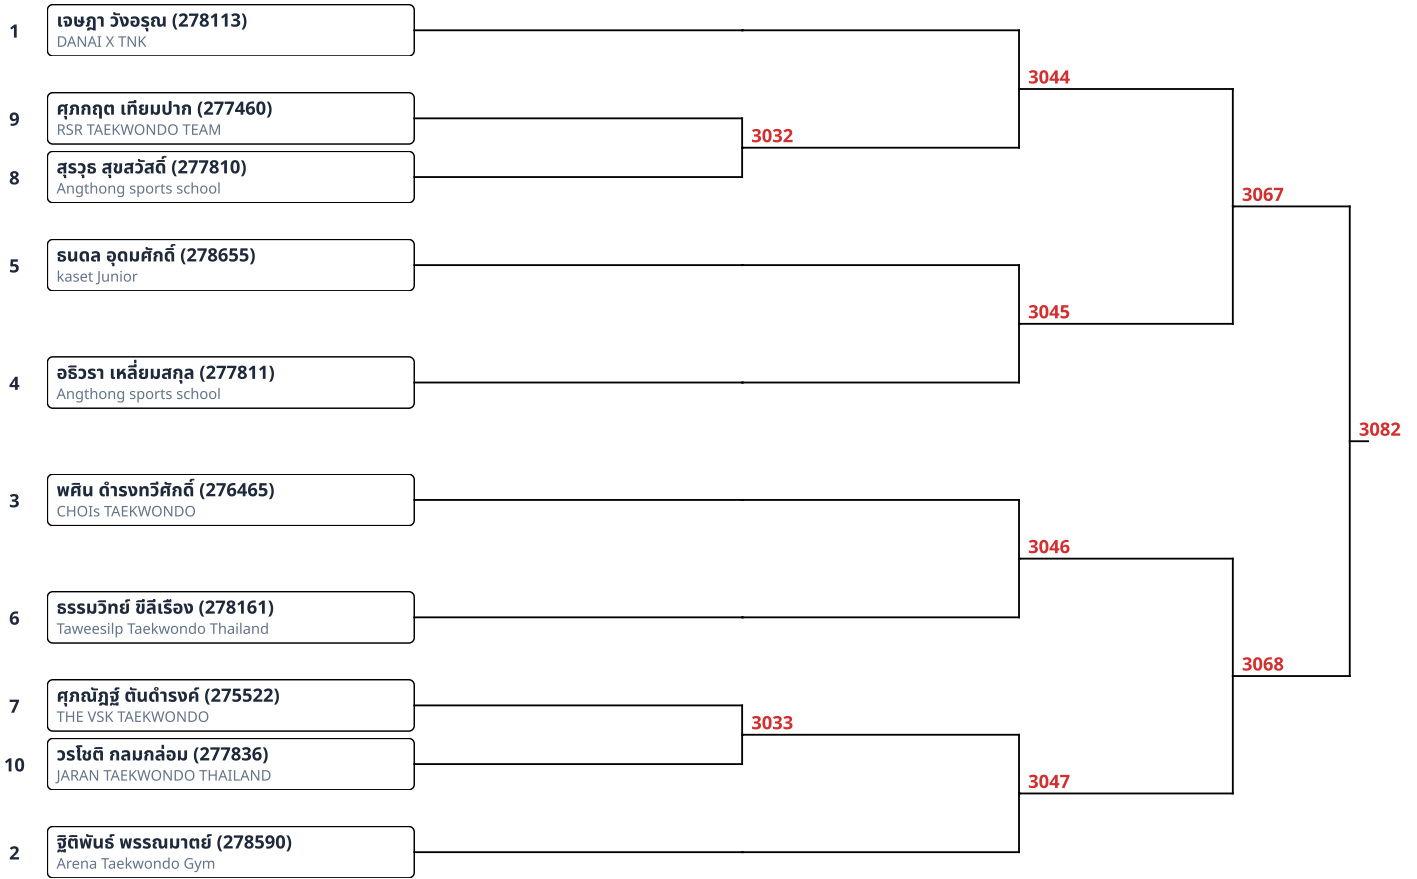 1
เจษฎา วังอรุณ (278113)
DANAI X TNK
3044
9
ศุภกฤต เทียมปาก (277460)
RSR TAEKWONDO TEAM
3032
8
สุรวุธ สุขสวัสดิ์ (277810)
Angthong sports school
3067
5
ธนดล อุดมศักดิ์ (278655)
kaset Junior
3045
4
อธิวรา เหลี่ยมสกุล (277811)
Angthong sports school
3082
3
พศิน ดำรงทวีศักดิ์ (276465)
CHOIs TAEKWONDO
3046
6
ธรรมวิทย์ ขีลีเรือง (278161)
Taweesilp Taekwondo Thailand
3068
7
ศุภณัฏฐ์ ตันดำรงค์ (275522)
THE VSK TAEKWONDO
3033
10
วรโชติ กลมกล่อม (277836)
JARAN TAEKWONDO THAILAND
3047
2
ฐิติพันธ์ พรรณมาตย์ (278590)
Arena Taekwondo Gym